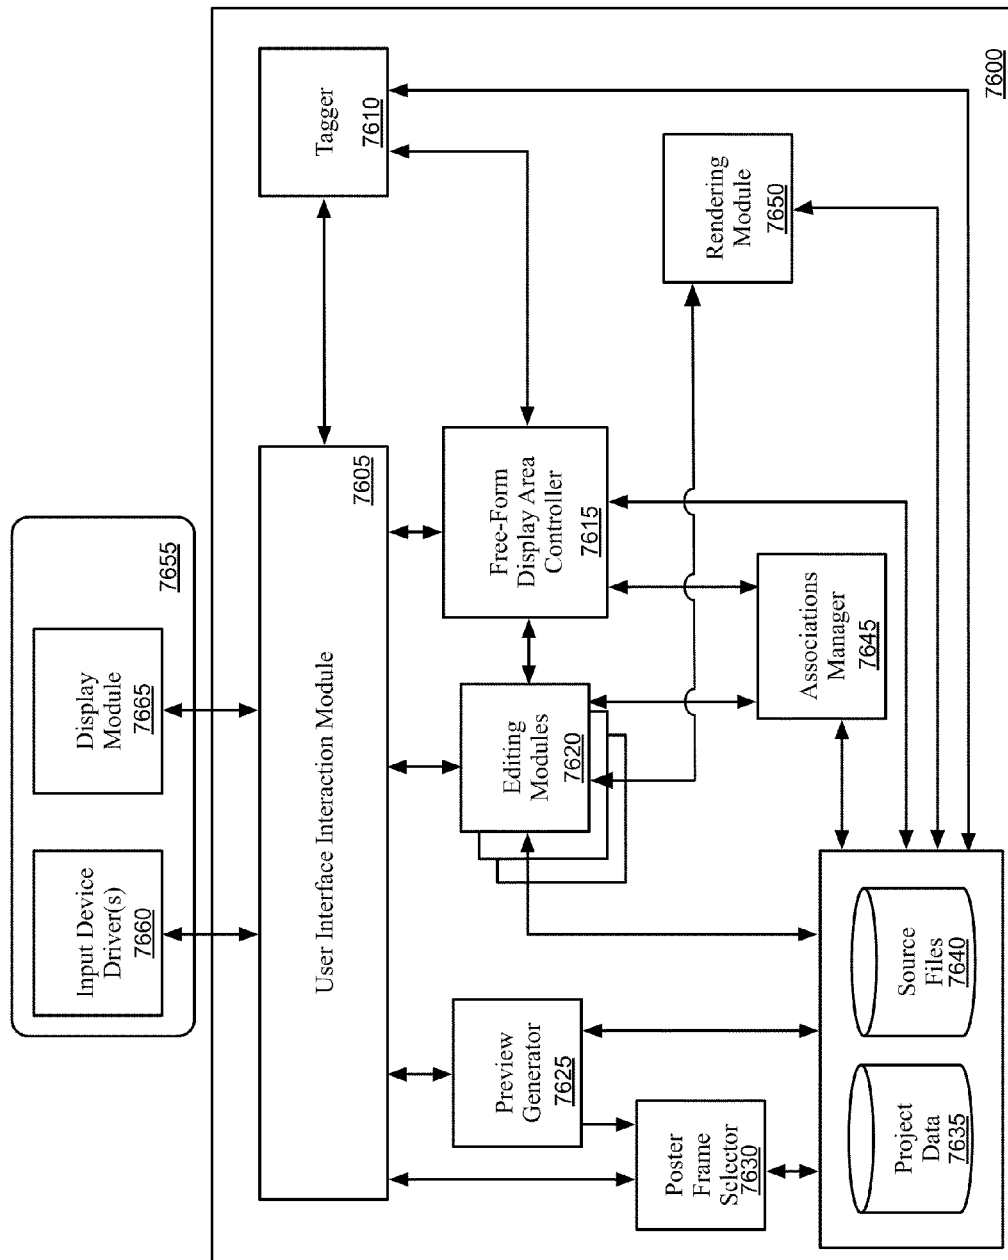 7655
Input Device
Driver(s)
7660
Display
Module
7665
User Interface Interaction Module
7605
Tagger
7610
Preview
Generator
7625
Editing
Modules
7620
Free-Form
Display Area
Controller
7615
Poster
Frame
Selector
7630
Associations
Manager
7645
Rendering
Module
7650
Project
Data
7635
Source
Files
7640
7600